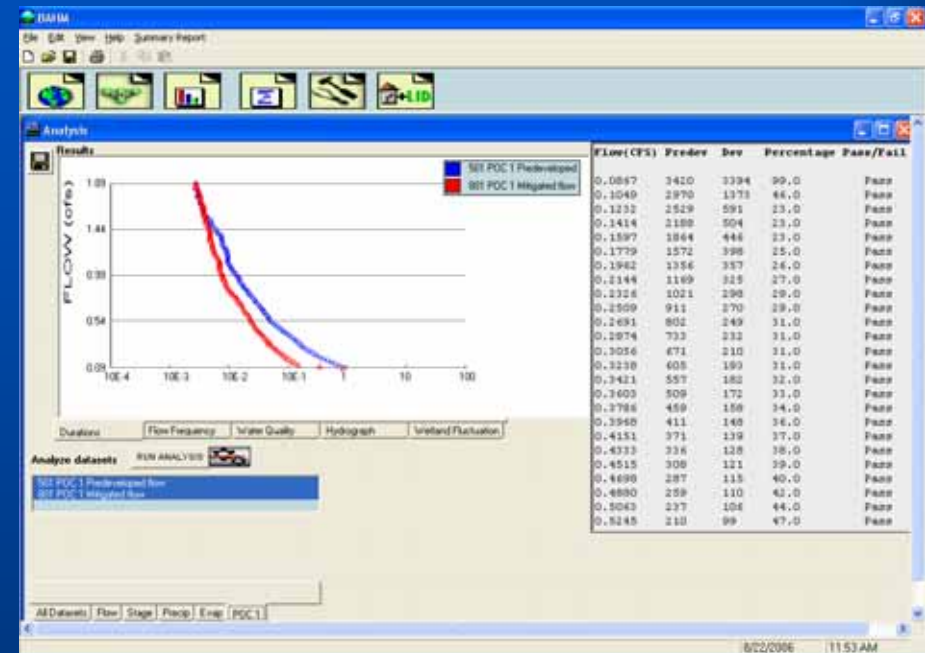 BAHM
File Edit View Help Summary Report
+LID
Analysis
Results
501 POC 1 Predeveloped
801 POC 1 Mitigated flow
FLOW (cfs)
1.44
0.54
10E-4 10E-3 10E-2 10E-1 1 10 100
Durations Flow Frequency Water Quality Hydrograph Wetland Fluctuation
Analyze datasets RUN ANALYSIS
501 POC 1 Predeveloped flow
801 POC 1 Mitigated flow
All Datasets Flow Stage Precip Evap POC 1
Flow(CFS) Predev Dev Percentage Pass/Fail
0.0867 3420 3394 99.0 Pass
0.1049 2970 1373 46.0 Pass
0.1232 2529 591 23.0 Pass
0.1414 2188 504 23.0 Pass
0.1597 1864 446 23.0 Pass
0.1779 1572 398 25.0 Pass
0.1962 1356 357 26.0 Pass
0.2144 1169 325 27.0 Pass
0.2326 1021 298 29.0 Pass
0.2509 911 270 29.0 Pass
0.2691 802 249 31.0 Pass
0.2874 733 232 31.0 Pass
0.3056 671 210 31.0 Pass
0.3238 605 193 31.0 Pass
0.3421 557 182 32.0 Pass
0.3603 509 172 33.0 Pass
0.3786 459 158 34.0 Pass
0.3968 411 148 36.0 Pass
0.4151 371 139 37.0 Pass
0.4333 336 128 38.0 Pass
0.4515 308 121 39.0 Pass
0.4698 287 115 40.0 Pass
0.4880 259 110 42.0 Pass
0.5063 237 106 44.0 Pass
0.5245 210 99 47.0 Pass
8/22/2006 11:53 AM